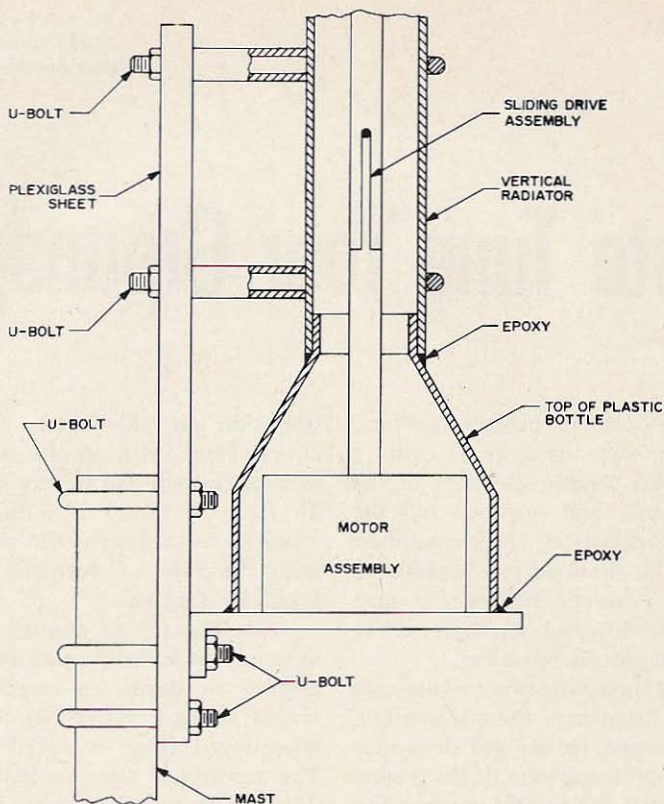 U-BOLT
SLIDING DRIVE
ASSEMBLY
PLEXIGLASS
SHEET
VERTICAL
RADIATOR
U-BOLT
EPOXY
U-BOLT
TOP OF PLASTIC
BOTTLE
MOTOR
ASSEMBLY
EPOXY
U-BOLT
MAST